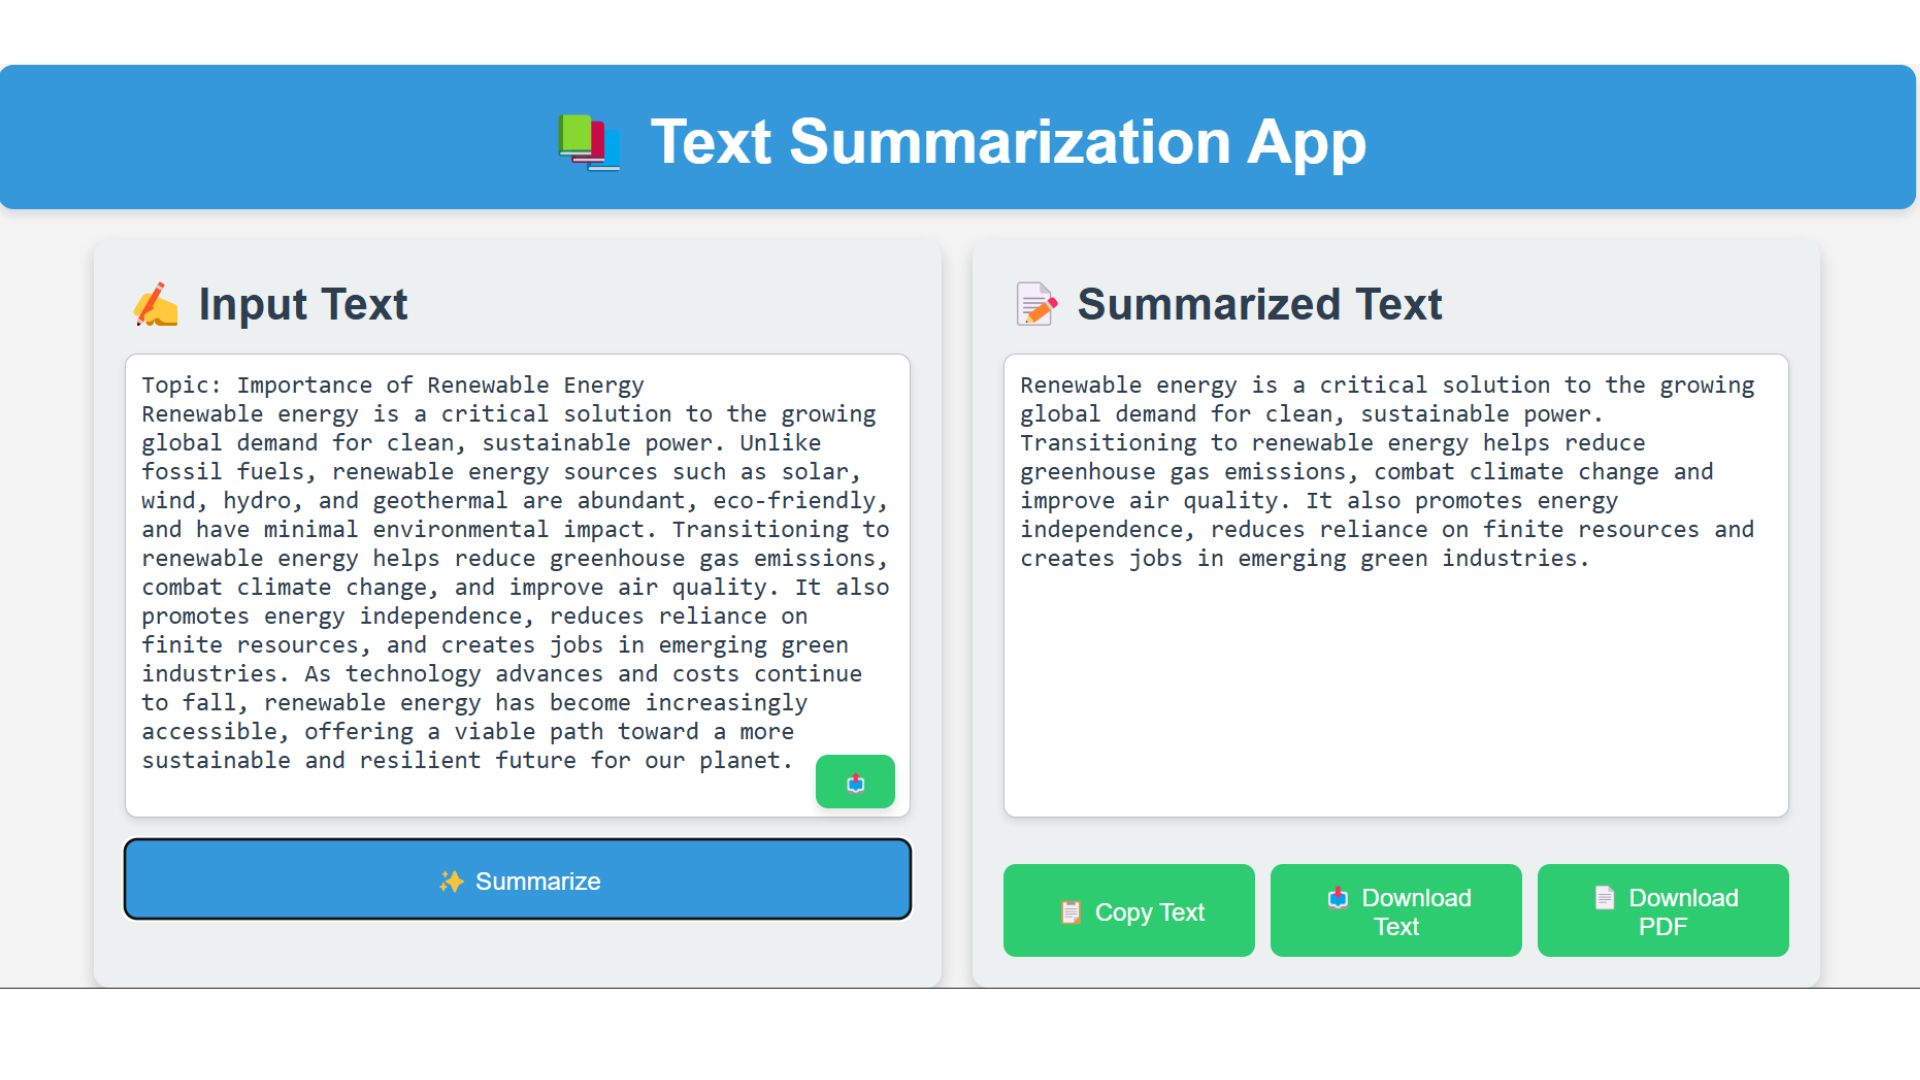 Text Summarization App
Input Text
Topic: Importance of Renewable Energy
Renewable energy is a critical solution to the growing
global demand for clean, sustainable power. Unlike
fossil fuels, renewable energy sources such as solar,
wind, hydro, and geothermal are abundant, eco-friendly,
and have minimal environmental impact. Transitioning to
renewable energy helps reduce greenhouse gas emissions,
combat climate change, and improve air quality. It also
promotes energy independence, reduces reliance on
finite resources, and creates jobs in emerging green
industries. As technology advances and costs continue
to fall, renewable energy has become increasingly
accessible, offering a viable path toward a more
sustainable and resilient future for our planet.
Summarize
Summarized Text
Renewable energy is a critical solution to the growing
global demand for clean, sustainable power.
Transitioning to renewable energy helps reduce
greenhouse gas emissions, combat climate change and
improve air quality. It also promotes energy
independence, reduces reliance on finite resources and
creates jobs in emerging green industries.
Copy Text
Download
Text
Download
PDF